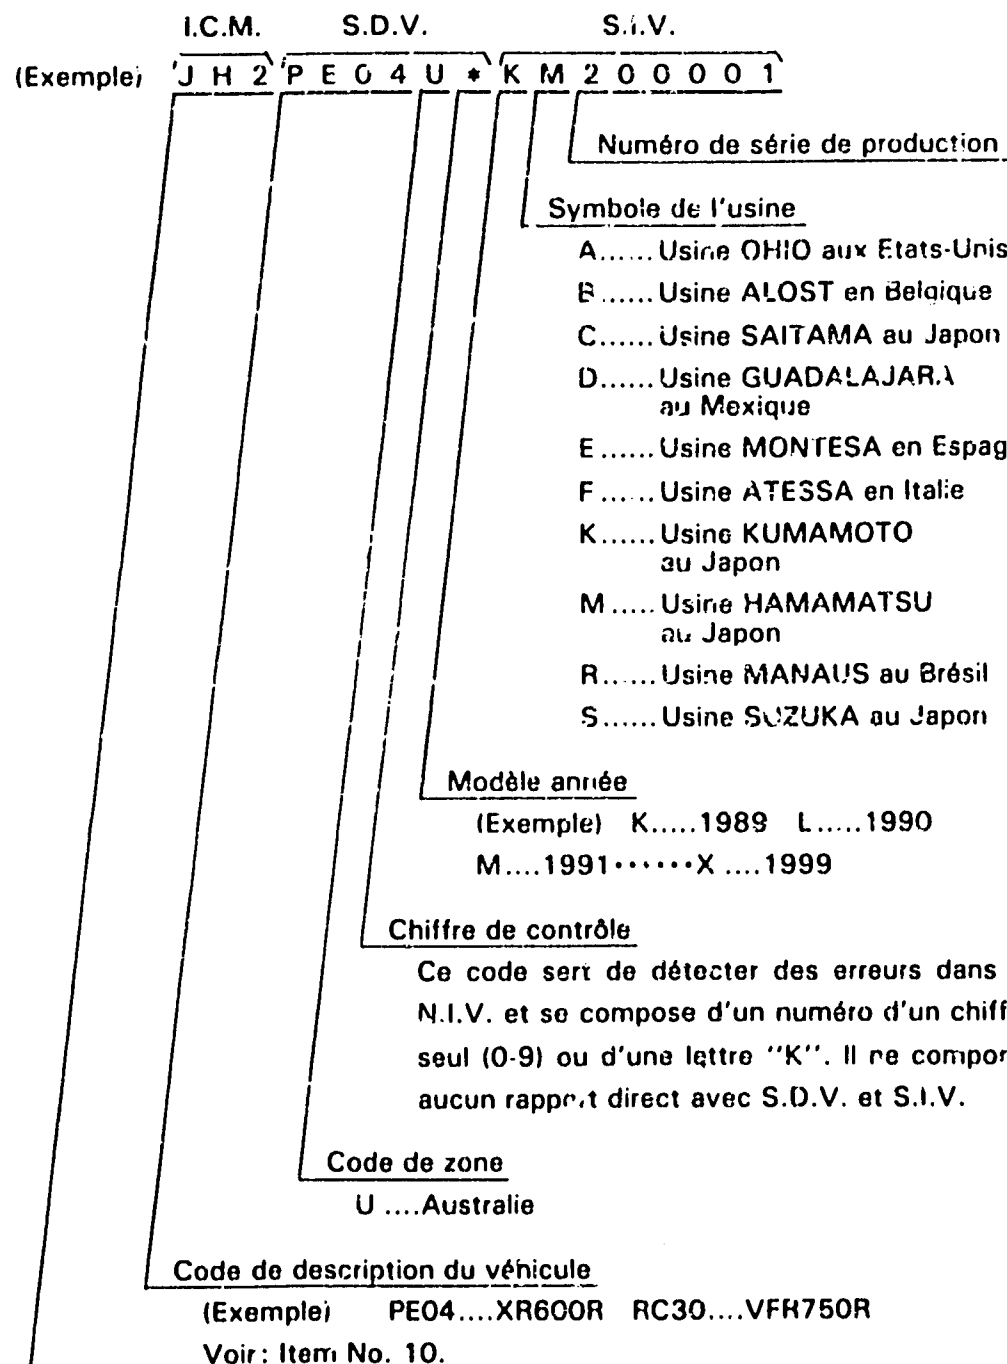 I.C.M. S.D.V. S.I.V.
(Exemple) J H 2 P E 0 4 U * K M 2 0 0 0 0 1
Numéro de série de production
Symbole de l'usine
A......Usine OHIO aux Etats-Unis
B......Usine ALOST en Belgique
C......Usine SAITAMA au Japon
D......Usine GUADALAJARA
au Mexique
E......Usine MONTESA en Espag
F......Usine ATESSA en Italie
K......Usine KUMAMOTO
au Japon
M.....Usine HAMAMATSU
au Japon
R......Usine MANAUS au Brésil
S......Usine SUZUKA au Japon
Modèle année
(Exemple) K.....1989 L.....1990
M....1991······X....1999
Chiffre de contrôle
Ce code sert de détecter des erreurs dans
N.I.V. et se compose d'un numéro d'un chiff
seul (0-9) ou d'une lettre "K". Il ne compor
aucun rapport direct avec S.D.V. et S.I.V.
Code de zone
U....Australie
Code de description du véhicule
(Exemple) PE04....XR600R RC30....VFR750R
Voir: Item No. 10.